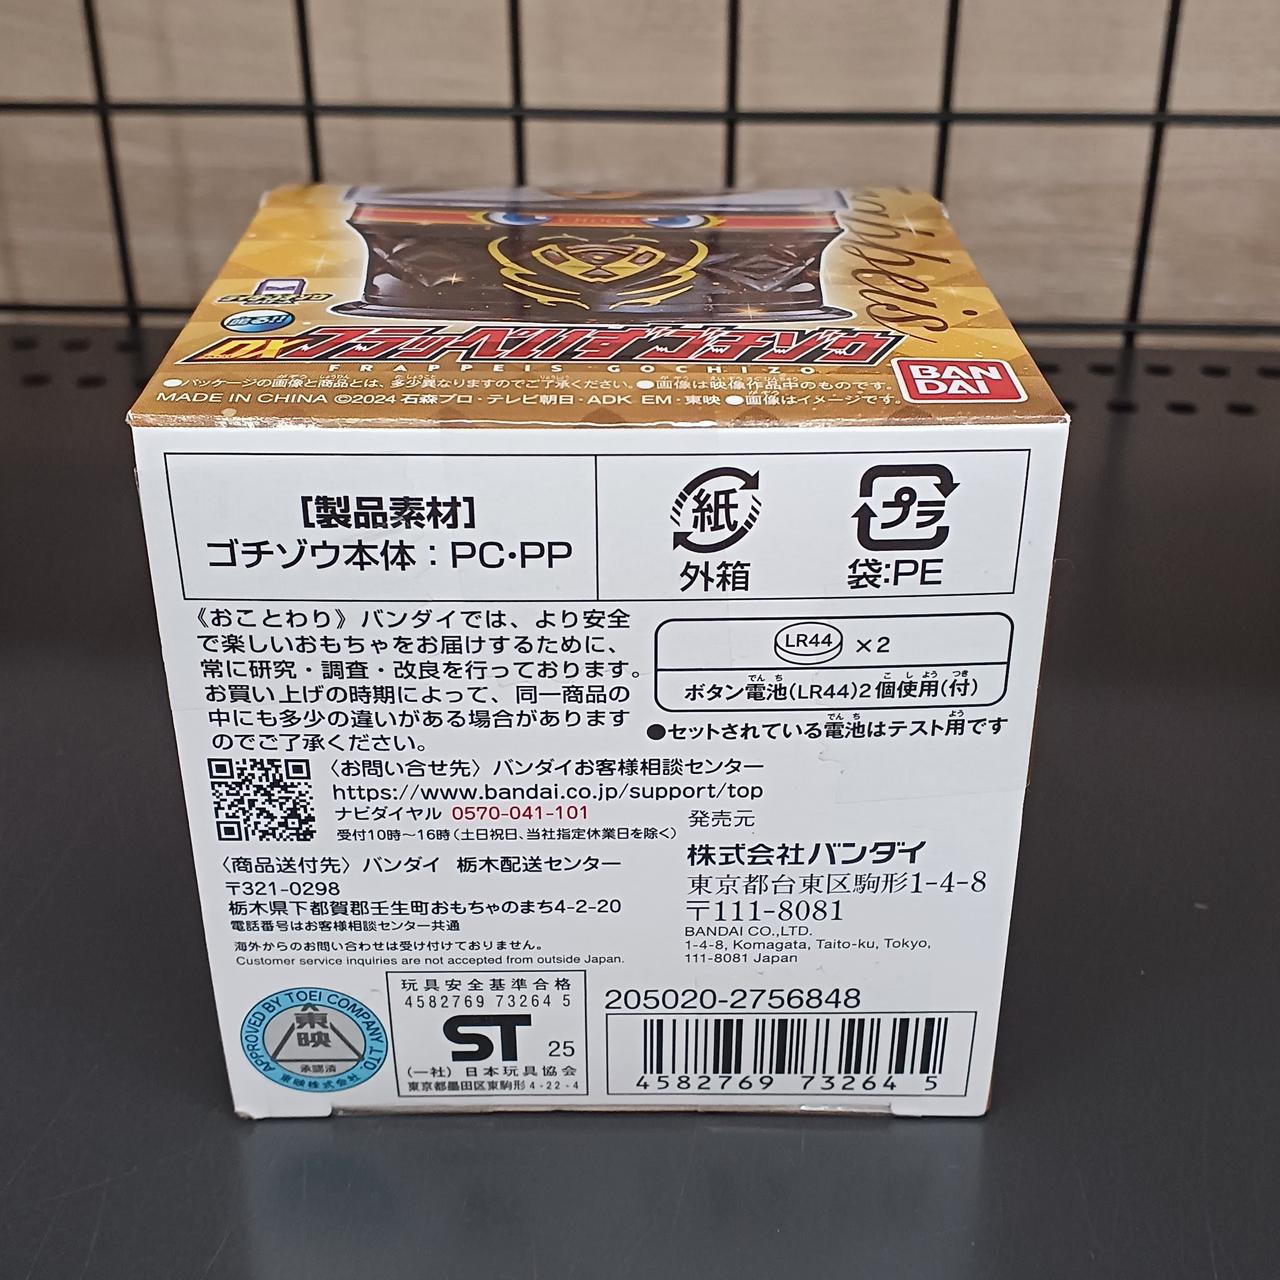 CHOCO
Frappeis
DXフラッペいずゴチゾウ
FRAPPEIS GOCHIZO
●パッケージの画像と商品とは、多少異なりますのでご了承ください。●画像は映像作品中のものです。
MADE IN CHINA ©2024 石森プロ・テレビ朝日・ADK EM・東映 ●画像はイメージです。
BAN
DAI
[製品素材]
ゴチゾウ本体：PC・PP
紙
外箱
プラ
袋:PE
《おことわり》バンダイでは、より安全
で楽しいおもちゃをお届けするために、
常に研究・調査・改良を行っております。
お買い上げの時期によって、同一商品の
中にも多少の違いがある場合があります
のでご了承ください。
LR44 ×2
ボタン電池(LR44)2個使用(付)
●セットされている電池はテスト用です
〈お問い合せ先〉バンダイお客様相談センター
https://www.bandai.co.jp/support/top
ナビダイヤル 0570-041-101
受付10時～16時(土日祝日、当社指定休業日を除く)
〈商品送付先〉バンダイ 栃木配送センター
〒321-0298
栃木県下都賀郡壬生町おもちゃのまち4-2-20
電話番号はお客様相談センター共通
海外からのお問い合わせは受け付けておりません。
Customer service inquiries are not accepted from outside Japan.
発売元
株式会社バンダイ
東京都台東区駒形1-4-8
〒111-8081
BANDAI CO.,LTD.
1-4-8, Komagata, Taito-ku, Tokyo,
111-8081 Japan
APPROVED BY TOEI COMPANY,LTD.
東映
承認済
東映株式会社
玩具安全基準合格
4582769 73264 5
ST 25
(一社)日本玩具協会
東京都墨田区東駒形4-22-4
205020-2756848
4582769 73264 5